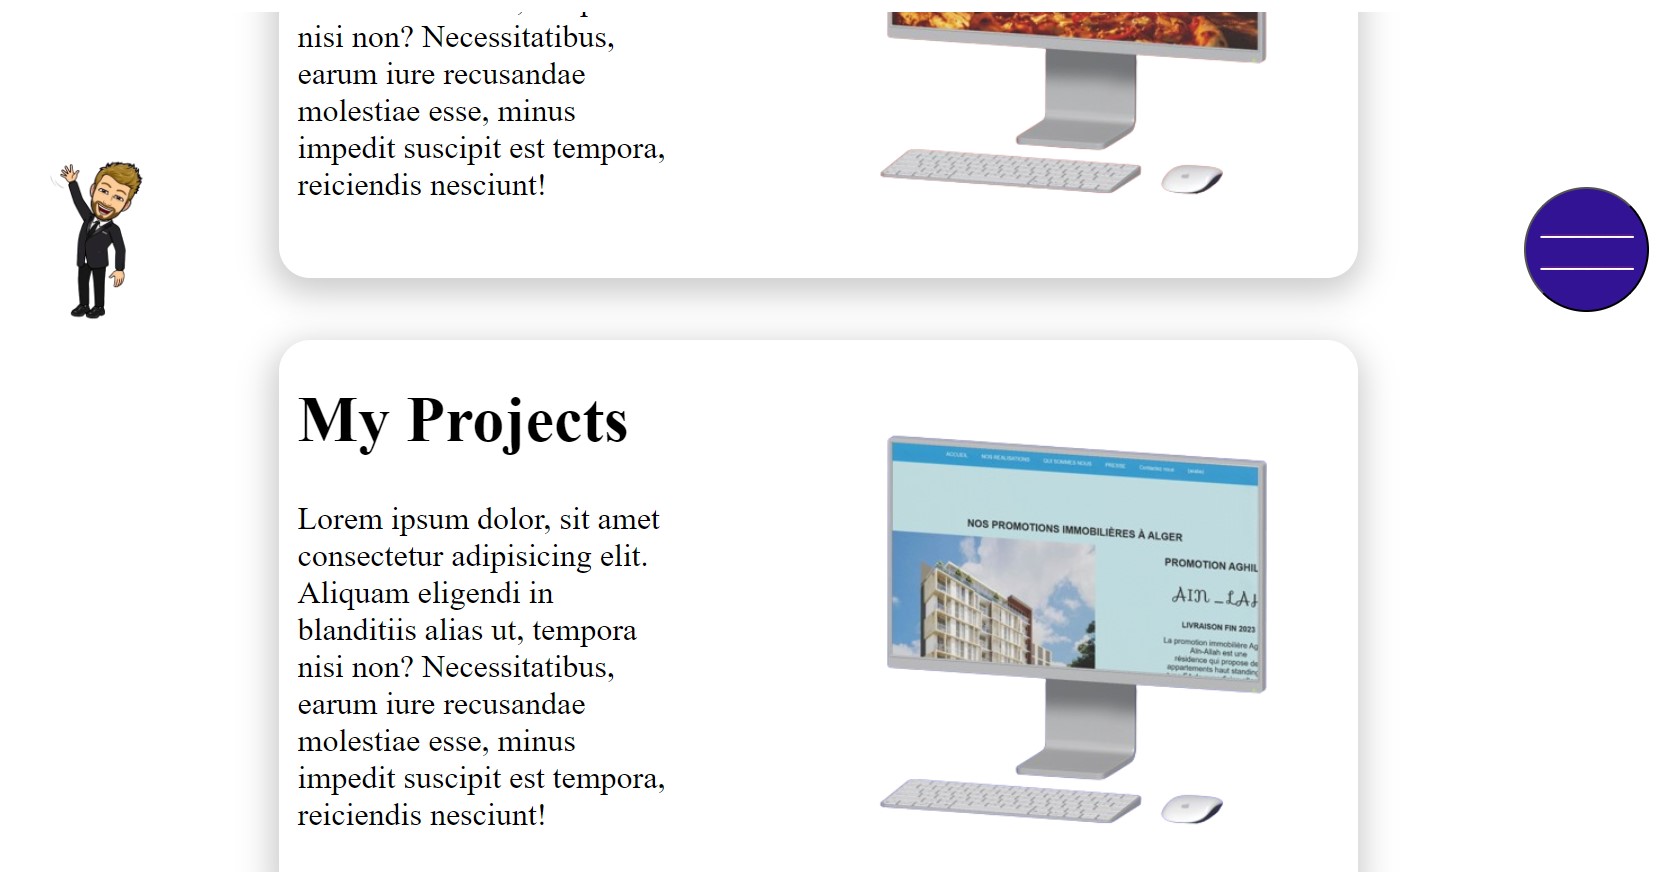 nisi non? Necessitatibus,
earum iure recusandae
molestiae esse, minus
impedit suscipit est tempora,
reiciendis nesciunt!
My Projects
Lorem ipsum dolor, sit amet
consectetur adipisicing elit.
Aliquam eligendi in
blanditiis alias ut, tempora
nisi non? Necessitatibus,
earum iure recusandae
molestiae esse, minus
impedit suscipit est tempora,
reiciendis nesciunt!
ACCUEIL NOS REALISATIONS QUI SOMMES NOUS PRESSE Contactez nous
NOS PROMOTIONS IMMOBILIÈRES À ALGER
PROMOTION AGHIL
AIN _LAH
LIVRAISON FIN 2023
La promotion immobilière Ag
Aïn-Allah est une
résidence qui propose de
appartements haut standing